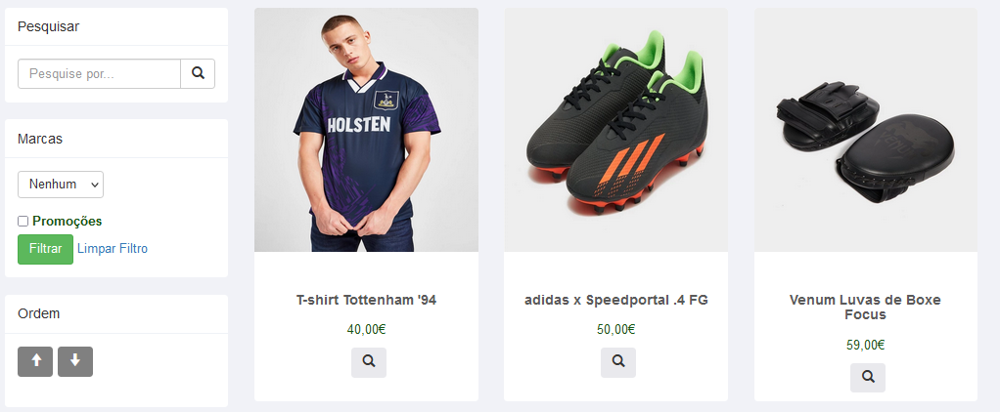 Pesquisar
Pesquise por...
Marcas
Nenhum
Promoções
Filtrar Limpar Filtro
Ordem
HOLSTEN
T-shirt Tottenham '94
40,00€
adidas x Speedportal .4 FG
50,00€
Venum Luvas de Boxe
Focus
59,00€